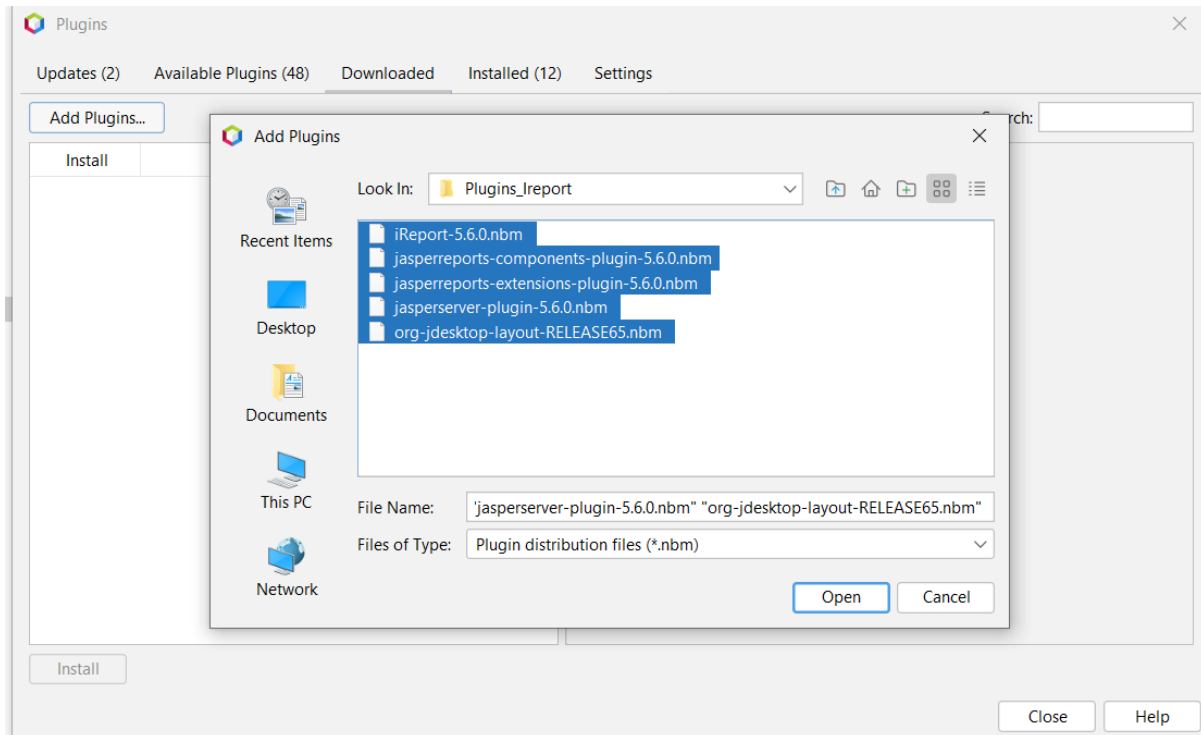 Plugins
Updates (2) Available Plugins (48) Downloaded Installed (12) Settings
Add Plugins...
rch:
Install
Add Plugins
Look In: Plugins_Ireport
Recent Items
Desktop
Documents
This PC
Network
iReport-5.6.0.nbm
jasperreports-components-plugin-5.6.0.nbm
jasperreports-extensions-plugin-5.6.0.nbm
jasperserver-plugin-5.6.0.nbm
org-jdesktop-layout-RELEASE65.nbm
File Name: 'jasperserver-plugin-5.6.0.nbm" "org-jdesktop-layout-RELEASE65.nbm"
Files of Type: Plugin distribution files (*.nbm)
Open Cancel
Install
Close Help